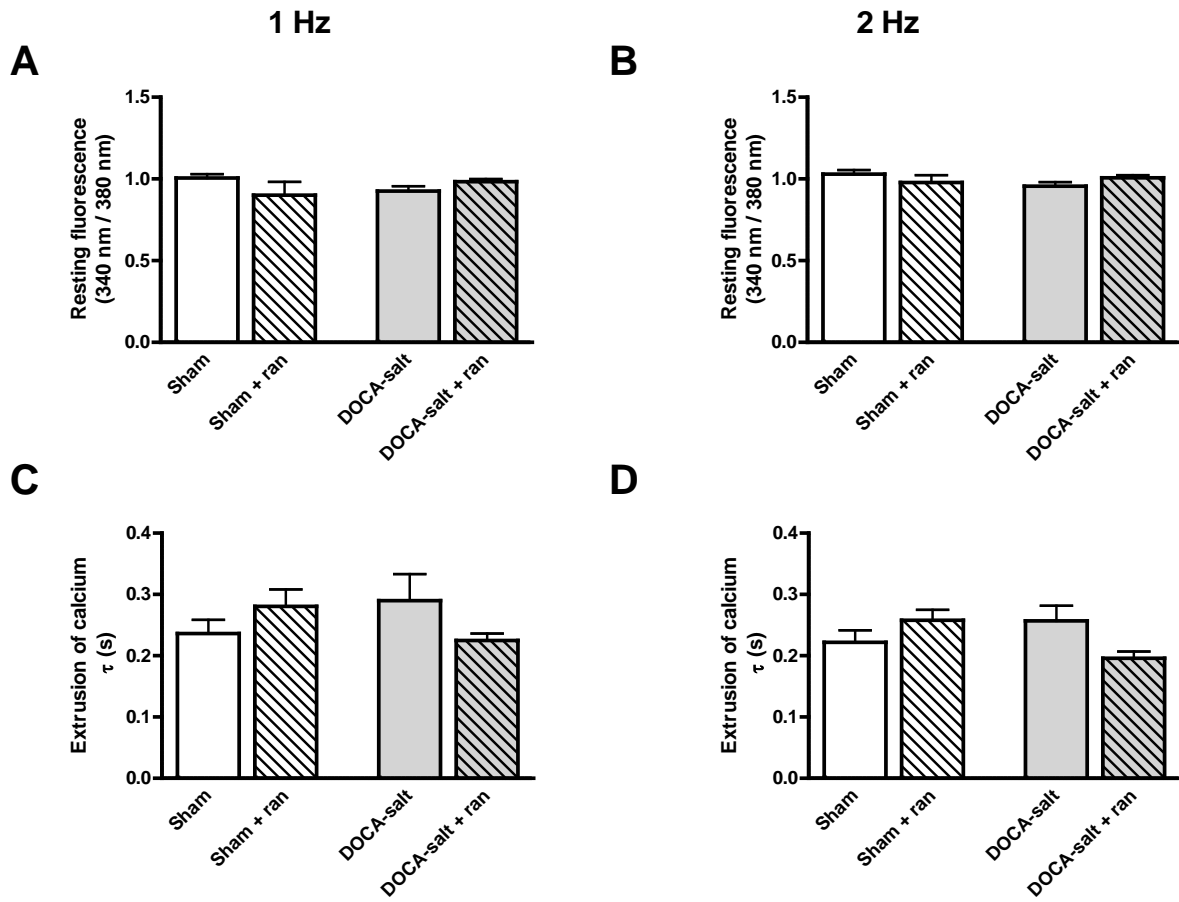 1 Hz
2 Hz
A
B
Resting fluorescence
(340 nm / 380 nm)
1.5
1.0
0.5
0.0
Sham
Sham + ran
DOCA-salt
DOCA-salt + ran
Resting fluorescence
(340 nm / 380 nm)
1.5
1.0
0.5
0.0
Sham
Sham + ran
DOCA-salt
DOCA-salt + ran
C
D
Extrusion of calcium
τ (s)
0.4
0.3
0.2
0.1
0.0
Sham
Sham + ran
DOCA-salt
DOCA-salt + ran
Extrusion of calcium
τ (s)
0.4
0.3
0.2
0.1
0.0
Sham
Sham + ran
DOCA-salt
DOCA-salt + ran